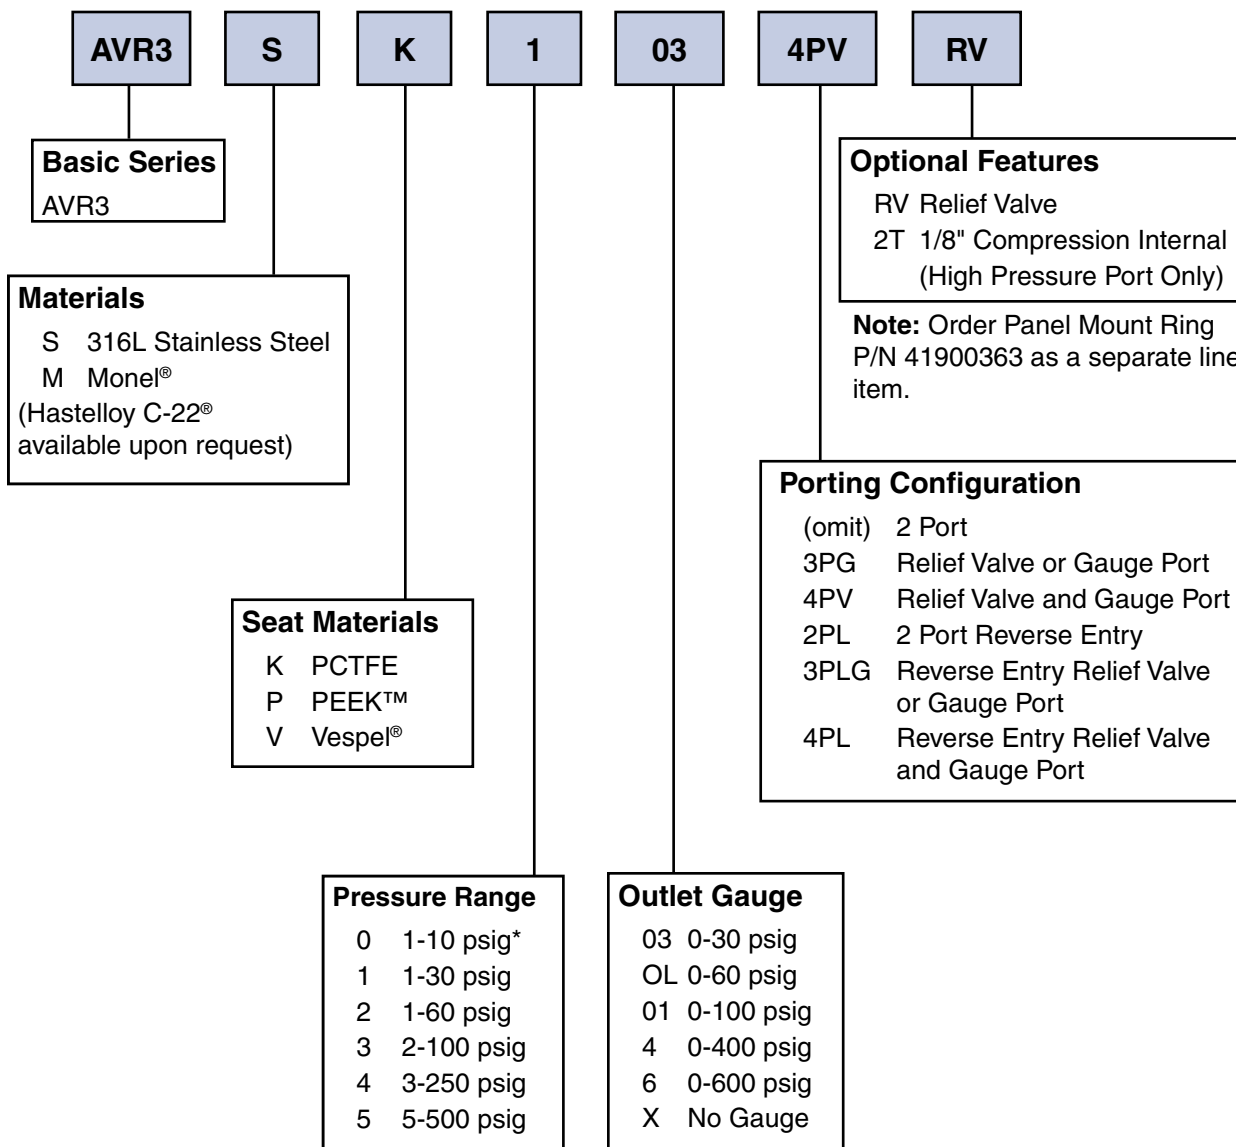 AVR3 S K 1 03 4PV RV
Basic Series
AVR3
Optional Features
RV Relief Valve
2T 1/8" Compression Internal
(High Pressure Port Only)
Note: Order Panel Mount Ring
P/N 41900363 as a separate line
item.
Materials
S 316L Stainless Steel
M Monel®
(Hastelloy C-22®
available upon request)
Porting Configuration
(omit) 2 Port
3PG Relief Valve or Gauge Port
4PV Relief Valve and Gauge Port
2PL 2 Port Reverse Entry
3PLG Reverse Entry Relief Valve
or Gauge Port
4PL Reverse Entry Relief Valve
and Gauge Port
Seat Materials
K PCTFE
P PEEK™
V Vespel®
Pressure Range
0 1-10 psig*
1 1-30 psig
2 1-60 psig
3 2-100 psig
4 3-250 psig
5 5-500 psig
Outlet Gauge
03 0-30 psig
OL 0-60 psig
01 0-100 psig
4 0-400 psig
6 0-600 psig
X No Gauge